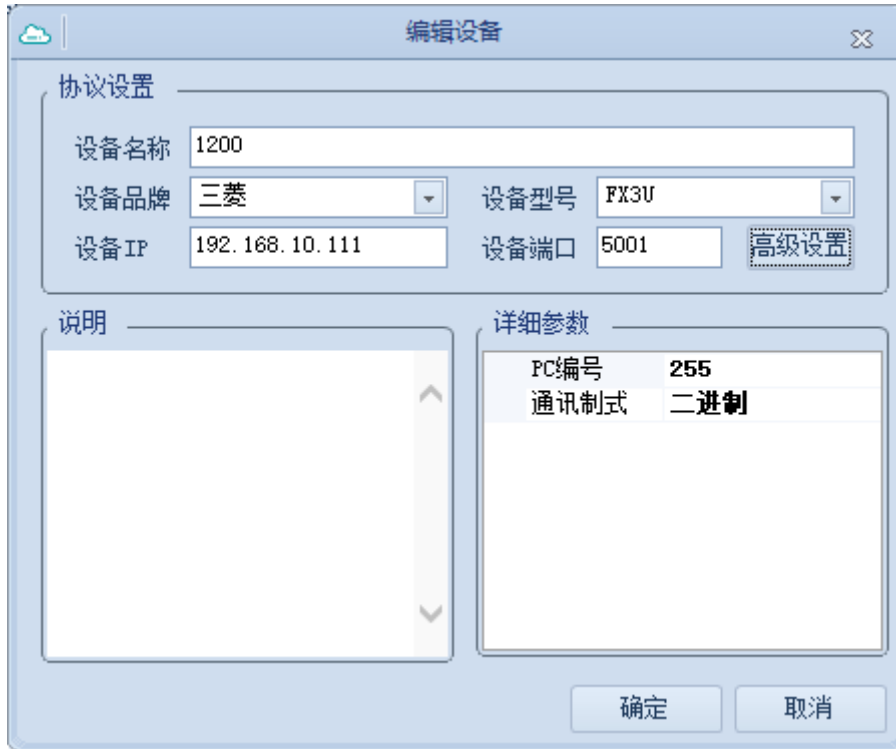 编辑设备
协议设置
设备名称 1200
设备品牌 三菱 设备型号 FX3U
设备IP 192.168.10.111 设备端口 5001 高级设置
说明 详细参数
PC编号 255
通讯制式 二进制
确定 取消